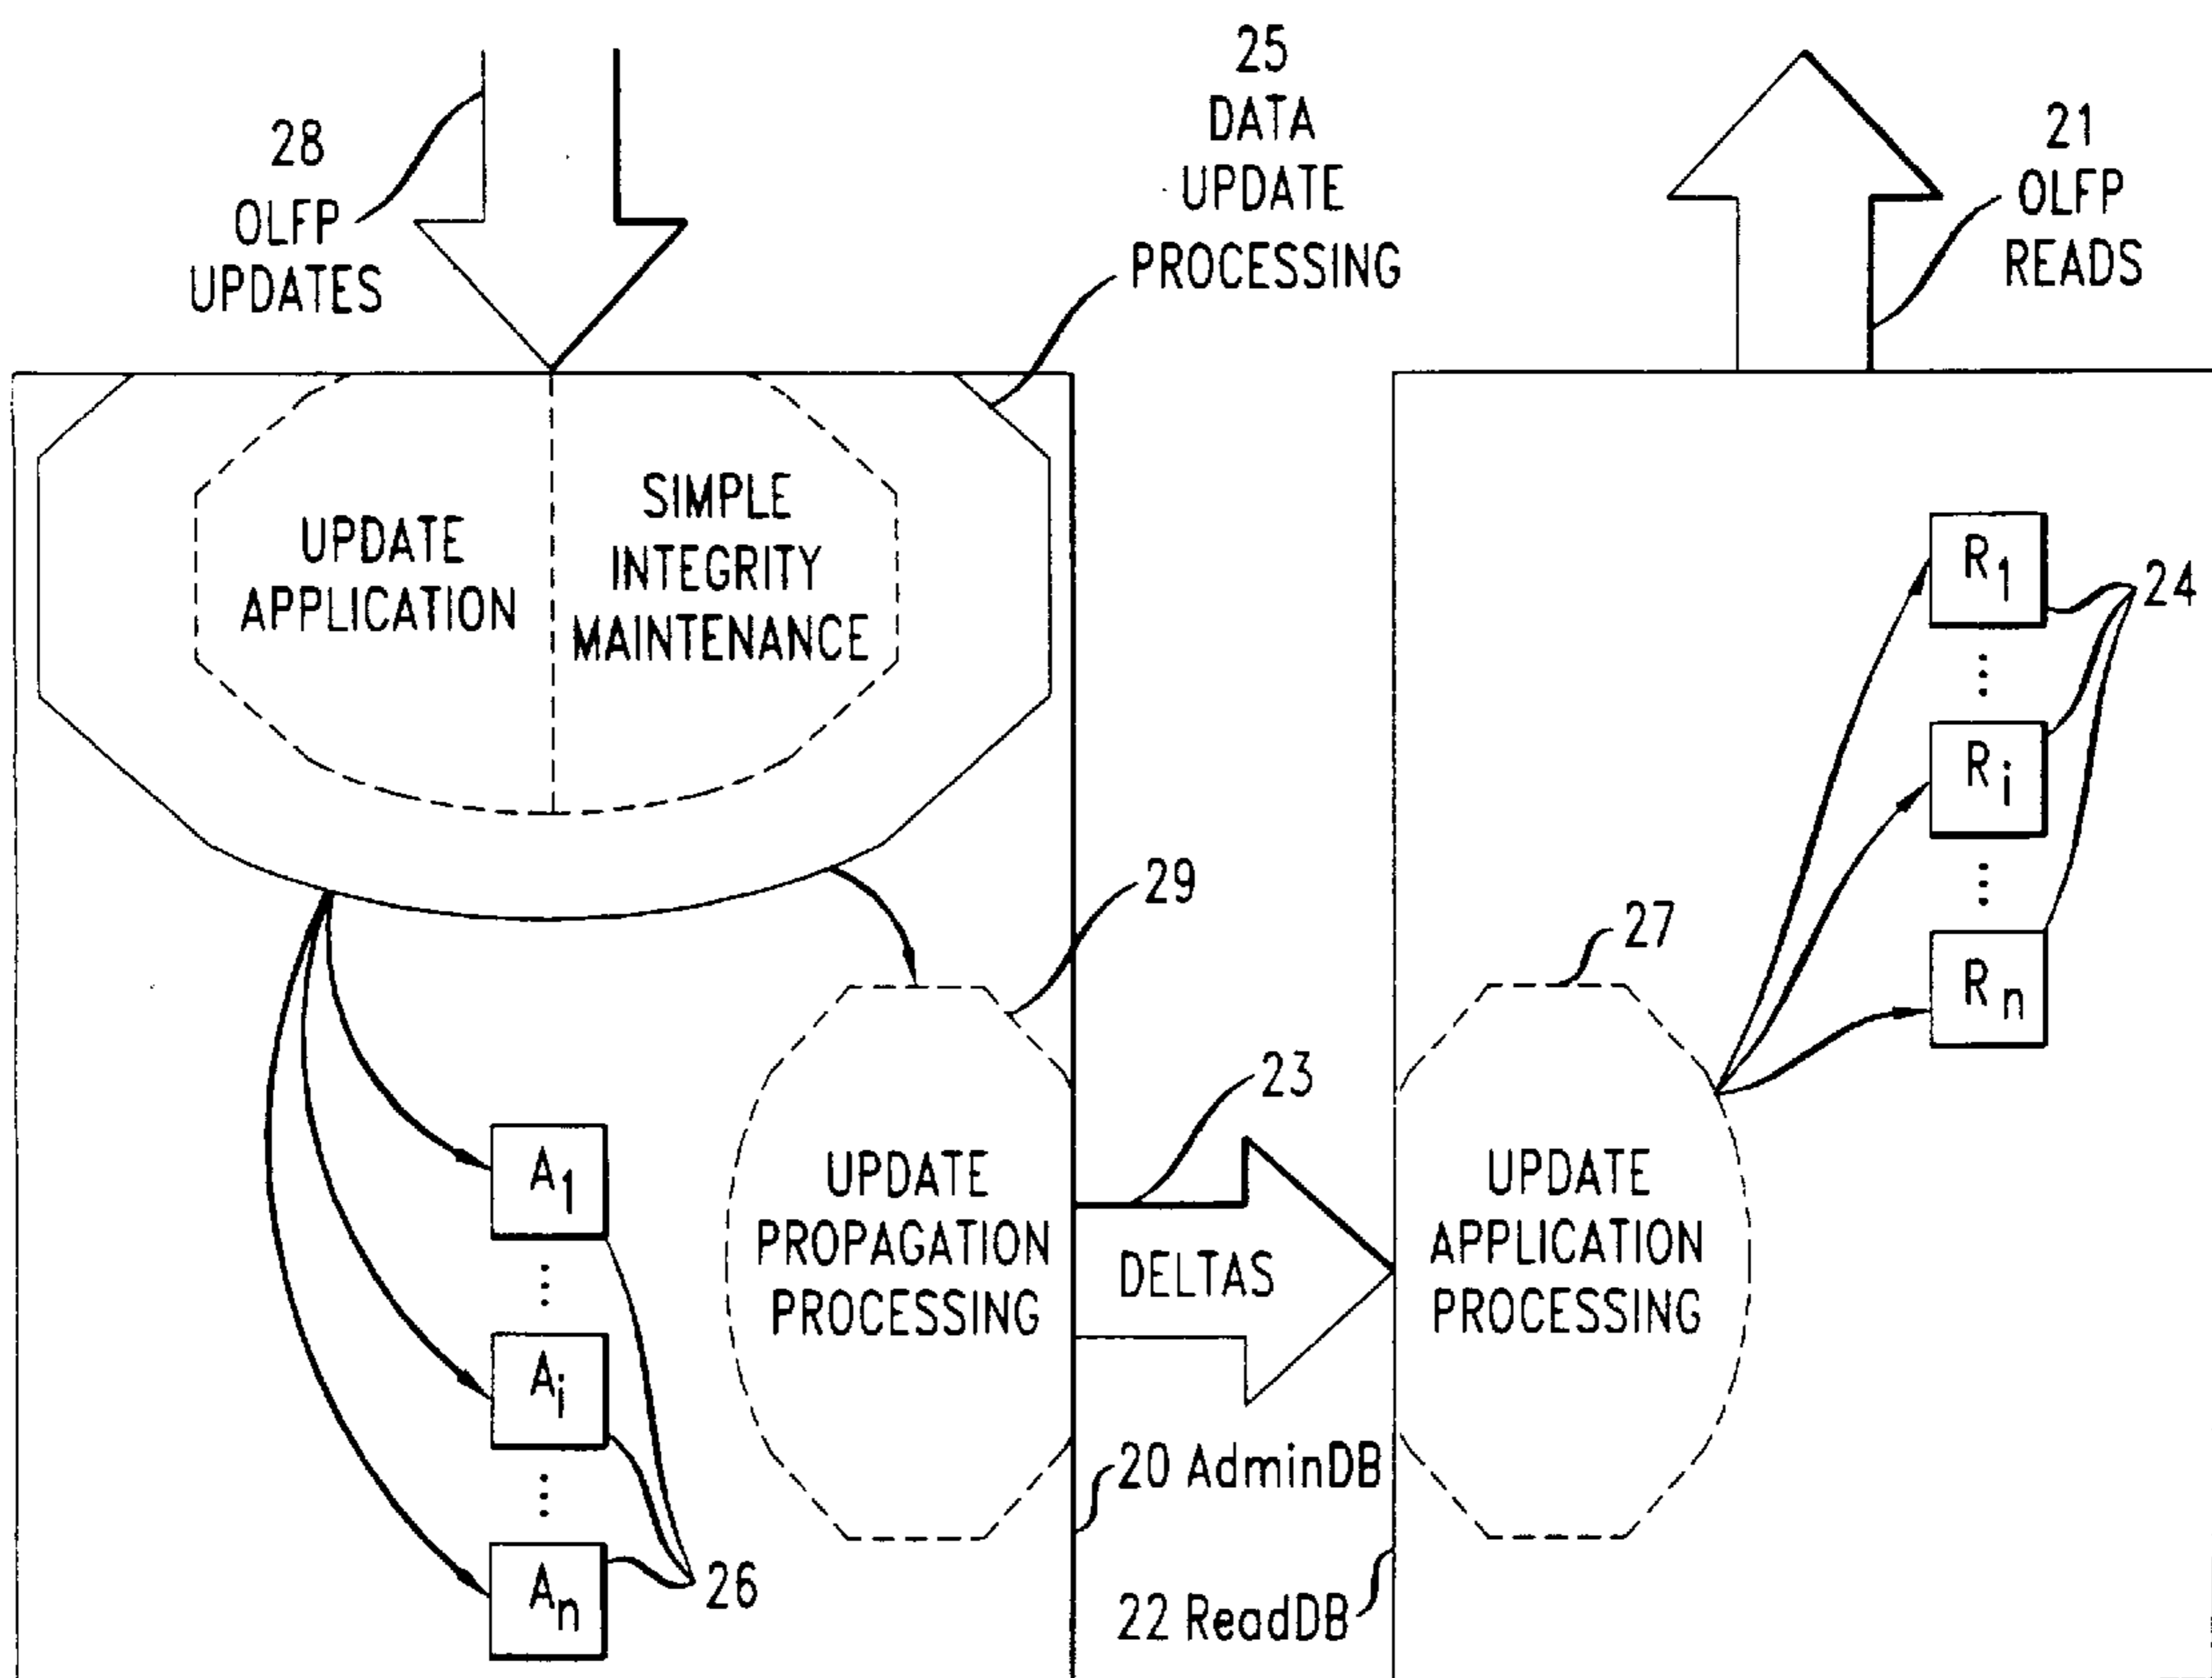 28
OLFP
UPDATES
25
DATA
UPDATE
PROCESSING
21
OLFP
READS
UPDATE
APPLICATION
SIMPLE
INTEGRITY
MAINTENANCE
R1
Ri
Rn
24
29
27
23
A1
Ai
An
26
UPDATE
PROPAGATION
PROCESSING
DELTAS
UPDATE
APPLICATION
PROCESSING
20 AdminDB
22 ReadDB